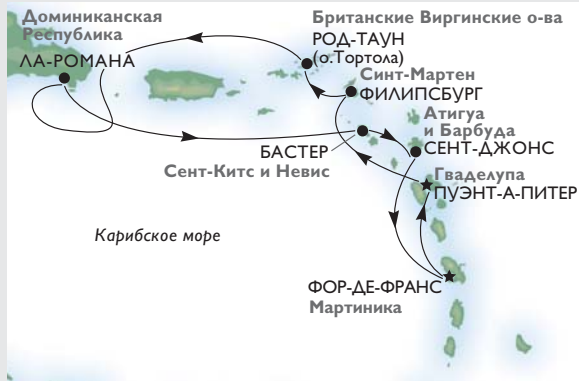 Доминиканская
Республика
ЛА-РОМАНА
Британские Виргинские о-ва
РОД-ТАУН
(о.Тортола)
Синт-Мартен
ФИЛИПСБУРГ
Атигуа
и Барбуда
СЕНТ-ДЖОНС
БАСТЕР
Сент-Китс и Невис
Гваделупа
ПУЭНТ-А-ПИТЕР
Карибское море
ФОР-ДЕ-ФРАНС
Мартиника